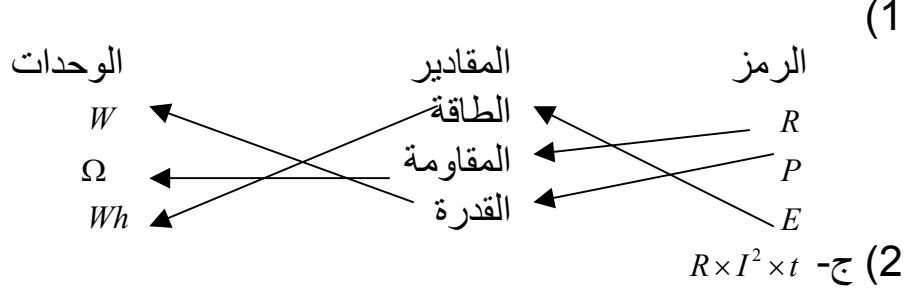 (1
الرمز المقادير الوحدات
R الطاقة W
P المقاومة Ω
E القدرة Wh
(2 ج- R × I² × t